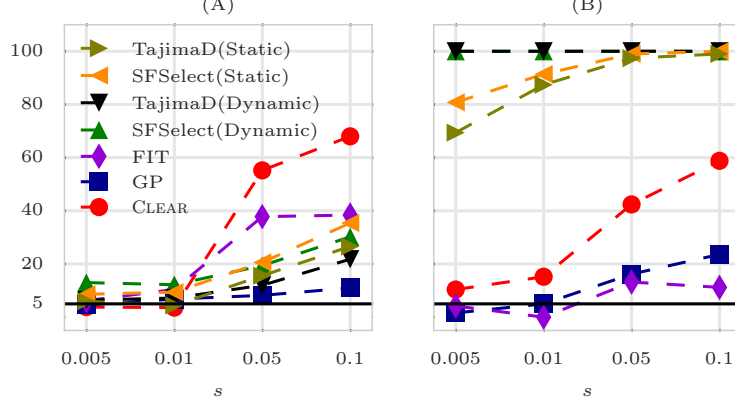 (A)
(B)
100
80
60
40
20
5
TajimaD(Static)
SFSelect(Static)
TajimaD(Dynamic)
SFSelect(Dynamic)
FIT
GP
CLEAR
0.005 0.01 0.05 0.1
0.005 0.01 0.05 0.1
s
s